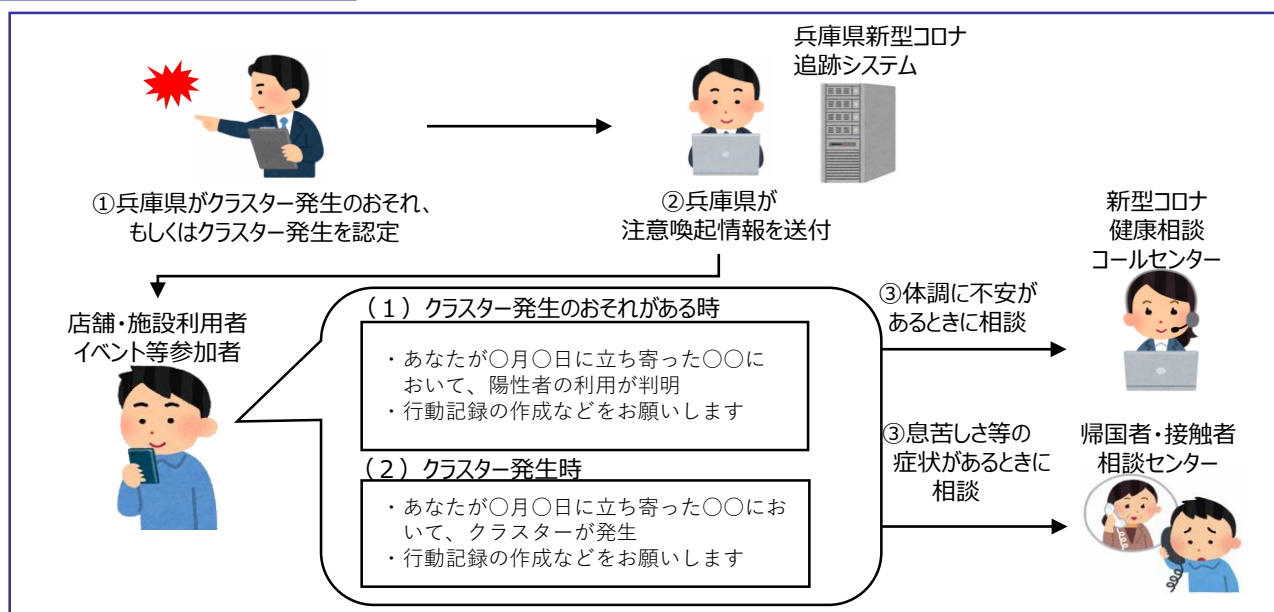 兵庫県新型コロナ
追跡システム
①兵庫県がクラスター発生のおそれ、
もしくはクラスター発生を認定
②兵庫県が
注意喚起情報を送付
新型コロナ
健康相談
コールセンター
店舗・施設利用者
イベント等参加者
（１）クラスター発生のおそれがある時
・あなたが〇月〇日に立ち寄った〇〇に
おいて、陽性者の利用が判明
・行動記録の作成などをお願いします
（２）クラスター発生時
・あなたが〇月〇日に立ち寄った〇〇にお
いて、クラスターが発生
・行動記録の作成などをお願いします
③体調に不安が
あるときに相談
③息苦しさ等の
症状があるときに
相談
帰国者・接触者
相談センター